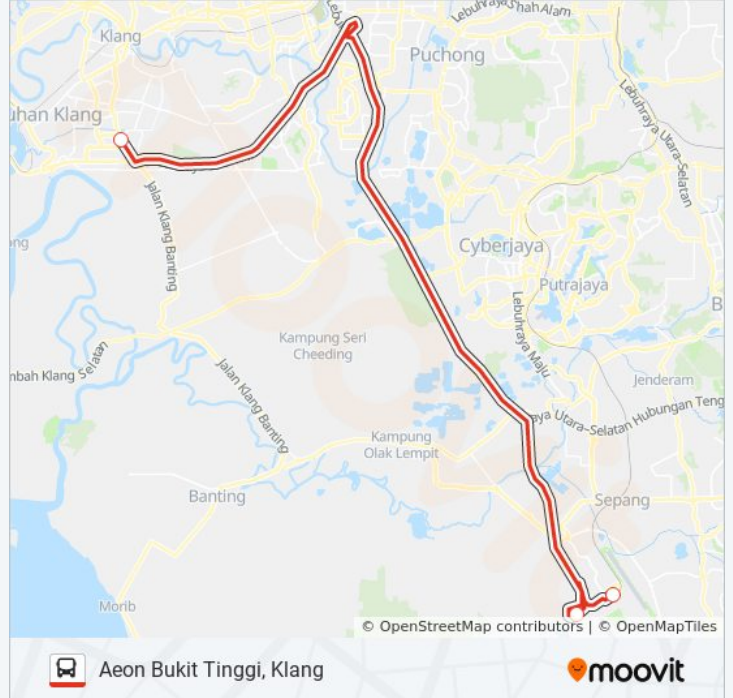 Lebuhraya Shah Alam
Klang
Puchong
uhan Klang
Lebuhraya Utara-Selatan
Jalan Klang Banting
ng
Cyberjaya
Putrajaya
B
Lebuhraya Maju
Kampung Seri
Cheeding
mbah Klang Selatan
Jalan Klang Banting
Jenderam
aya Utara-Selatan Hubungan Teng
Kampung
Olak Lempit
Banting
Sepang
Morib
© OpenStreetMap contributors | © OpenMapTiles
Aeon Bukit Tinggi, Klang
moovit